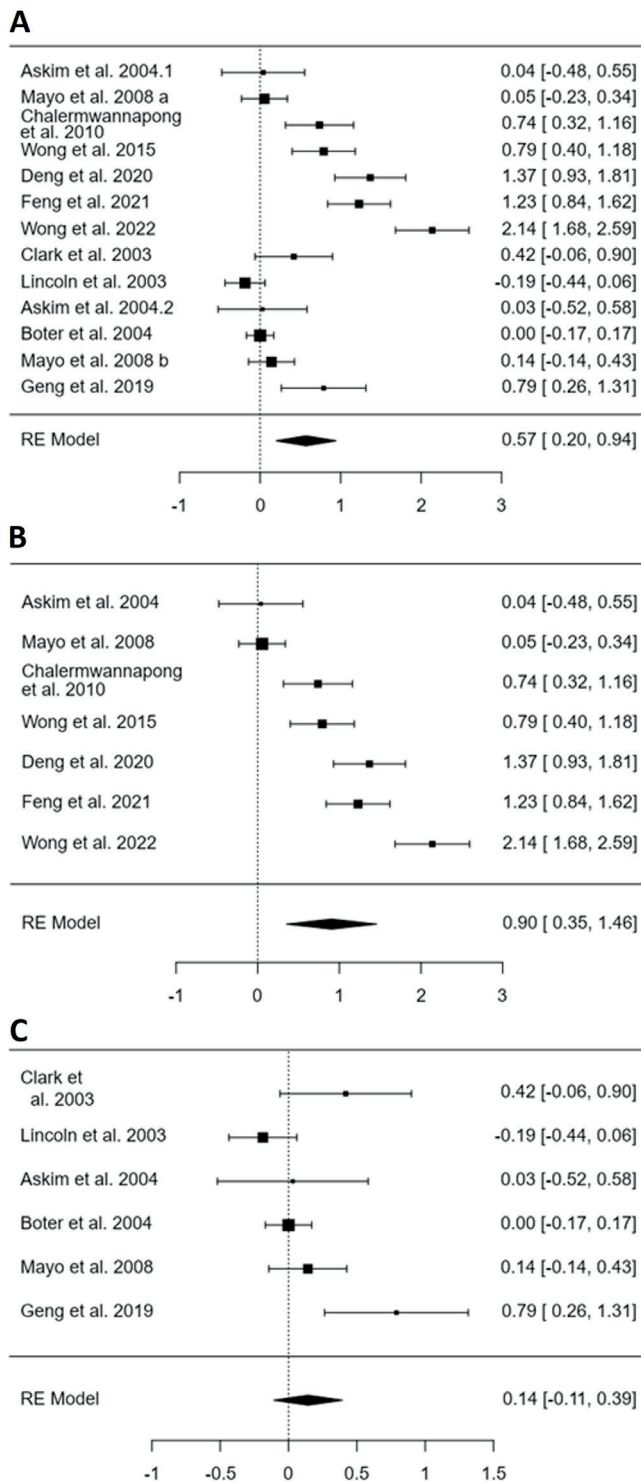 A
Askim et al. 2004.1 0.04 [-0.48, 0.55]
Mayo et al. 2008 a 0.05 [-0.23, 0.34]
Chalermwannapong
et al. 2010 0.74 [ 0.32, 1.16]
Wong et al. 2015 0.79 [ 0.40, 1.18]
Deng et al. 2020 1.37 [ 0.93, 1.81]
Feng et al. 2021 1.23 [ 0.84, 1.62]
Wong et al. 2022 2.14 [ 1.68, 2.59]
Clark et al. 2003 0.42 [-0.06, 0.90]
Lincoln et al. 2003 -0.19 [-0.44, 0.06]
Askim et al. 2004.2 0.03 [-0.52, 0.58]
Boter et al. 2004 0.00 [-0.17, 0.17]
Mayo et al. 2008 b 0.14 [-0.14, 0.43]
Geng et al. 2019 0.79 [ 0.26, 1.31]
RE Model 0.57 [ 0.20, 0.94]
-1 0 1 2 3
B
Askim et al. 2004 0.04 [-0.48, 0.55]
Mayo et al. 2008 0.05 [-0.23, 0.34]
Chalermwannapong
et al. 2010 0.74 [ 0.32, 1.16]
Wong et al. 2015 0.79 [ 0.40, 1.18]
Deng et al. 2020 1.37 [ 0.93, 1.81]
Feng et al. 2021 1.23 [ 0.84, 1.62]
Wong et al. 2022 2.14 [ 1.68, 2.59]
RE Model 0.90 [ 0.35, 1.46]
-1 0 1 2 3
C
Clark et
al. 2003 0.42 [-0.06, 0.90]
Lincoln et al. 2003 -0.19 [-0.44, 0.06]
Askim et al. 2004 0.03 [-0.52, 0.58]
Boter et al. 2004 0.00 [-0.17, 0.17]
Mayo et al. 2008 0.14 [-0.14, 0.43]
Geng et al. 2019 0.79 [ 0.26, 1.31]
RE Model 0.14 [-0.11, 0.39]
-1 -0.5 0 0.5 1 1.5